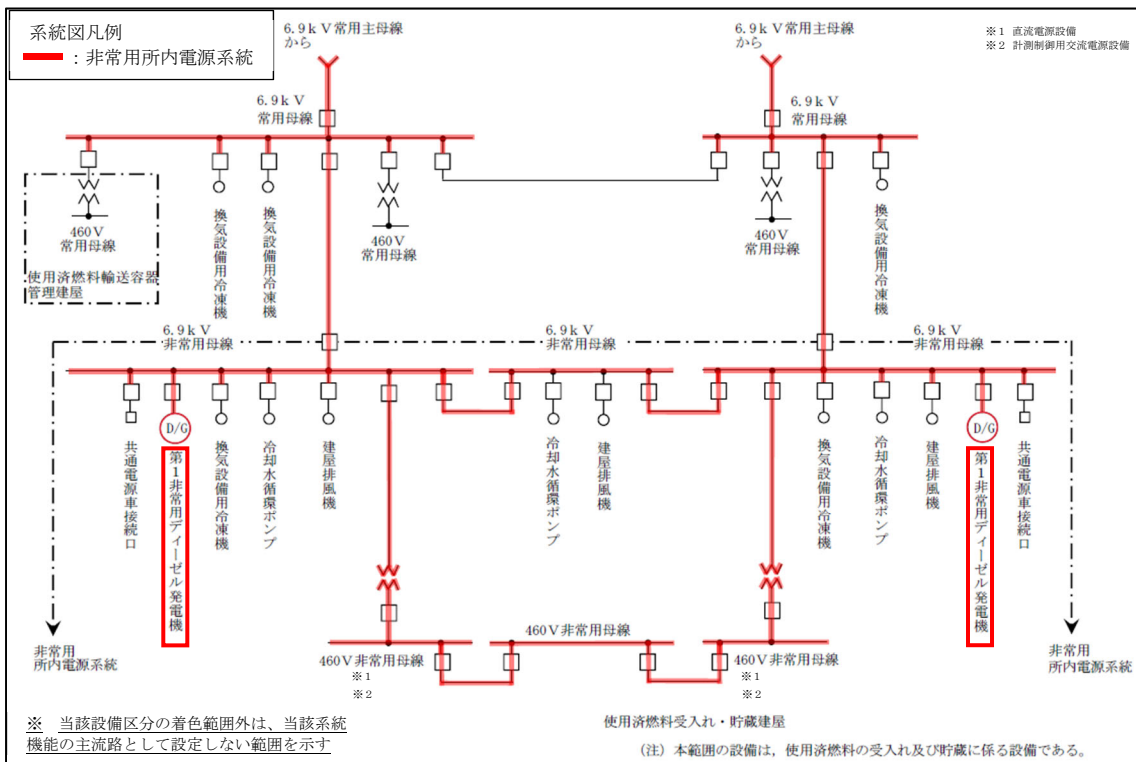 系統図凡例
：非常用所内電源系統
6.9ｋＶ常用主母線
から
6.9ｋＶ常用主母線
から
※1 直流電源設備
※2 計測制御用交流電源設備
6.9ｋＶ
常用母線
6.9ｋＶ
常用母線
460Ｖ
常用母線
使用済燃料輸送容器
管理建屋
換気設備用冷凍機
換気設備用冷凍機
460Ｖ
常用母線
460Ｖ
常用母線
換気設備用冷凍機
6.9ｋＶ
非常用母線
6.9ｋＶ
非常用母線
6.9ｋＶ
非常用母線
共通電源車接続口
D/G
第1非常用ディーゼル発電機
換気設備用冷凍機
冷却水循環ポンプ
建屋排風機
冷却水循環ポンプ
建屋排風機
換気設備用冷凍機
冷却水循環ポンプ
建屋排風機
D/G
第1非常用ディーゼル発電機
共通電源車接続口
非常用
所内電源系統
460Ｖ非常用母線
※1
※2
460Ｖ非常用母線
460Ｖ非常用母線
※1
※2
非常用
所内電源系統
※　当該設備区分の着色範囲外は、当該系統
機能の主流路として設定しない範囲を示す
使用済燃料受入れ・貯蔵建屋
（注）本範囲の設備は，使用済燃料の受入れ及び貯蔵に係る設備である。